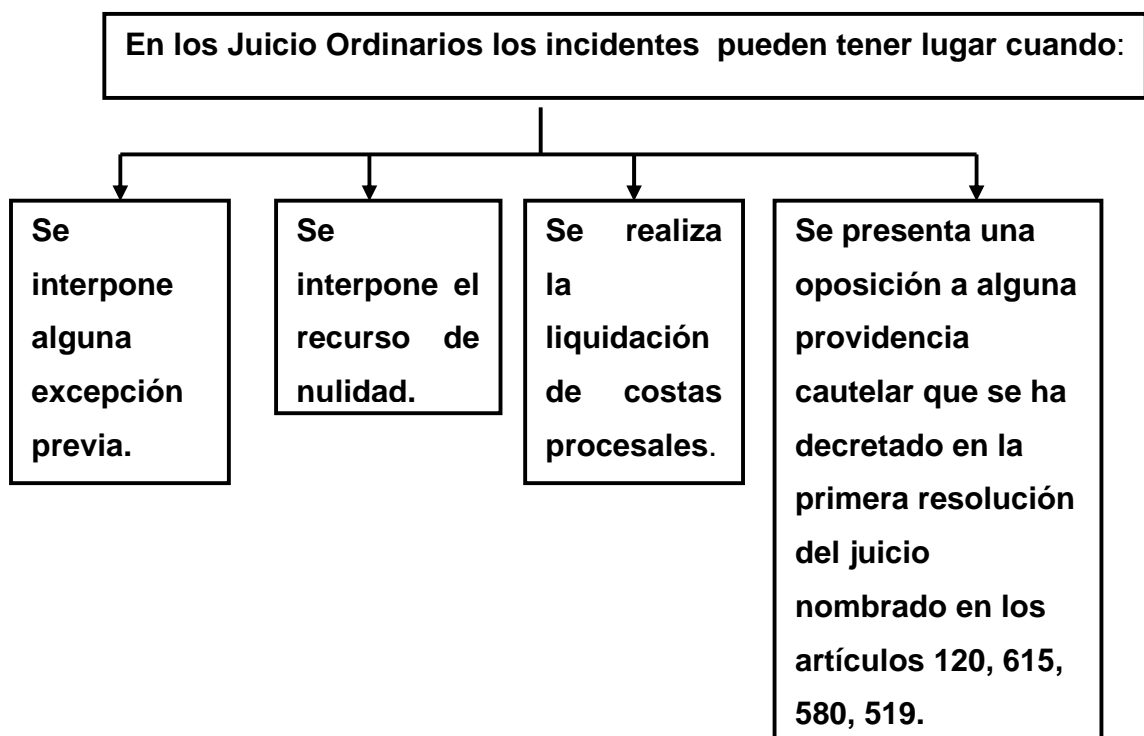 En los Juicio Ordinarios los incidentes pueden tener lugar cuando:
Se
interpone
alguna
excepción
previa.
Se
interpone el
recurso de
nulidad.
Se realiza
la
liquidación
de costas
procesales.
Se presenta una
oposición a alguna
providencia
cautelar que se ha
decretado en la
primera resolución
del juicio
nombrado en los
artículos 120, 615,
580, 519.